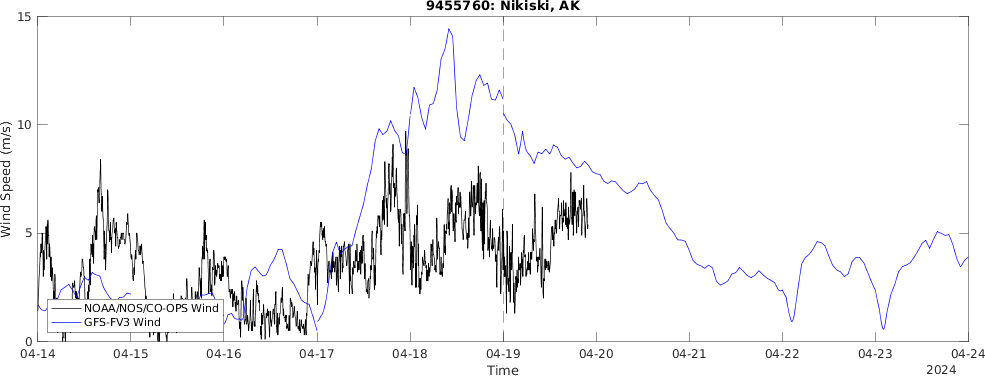 9455760: Nikiski, AK
15
10
5
0
Wind Speed (m/s)
NOAA/NOS/CO-OPS Wind
GFS-FV3 Wind
04-14 04-15 04-16 04-17 04-18 04-19 04-20 04-21 04-22 04-23 04-24
Time
2024